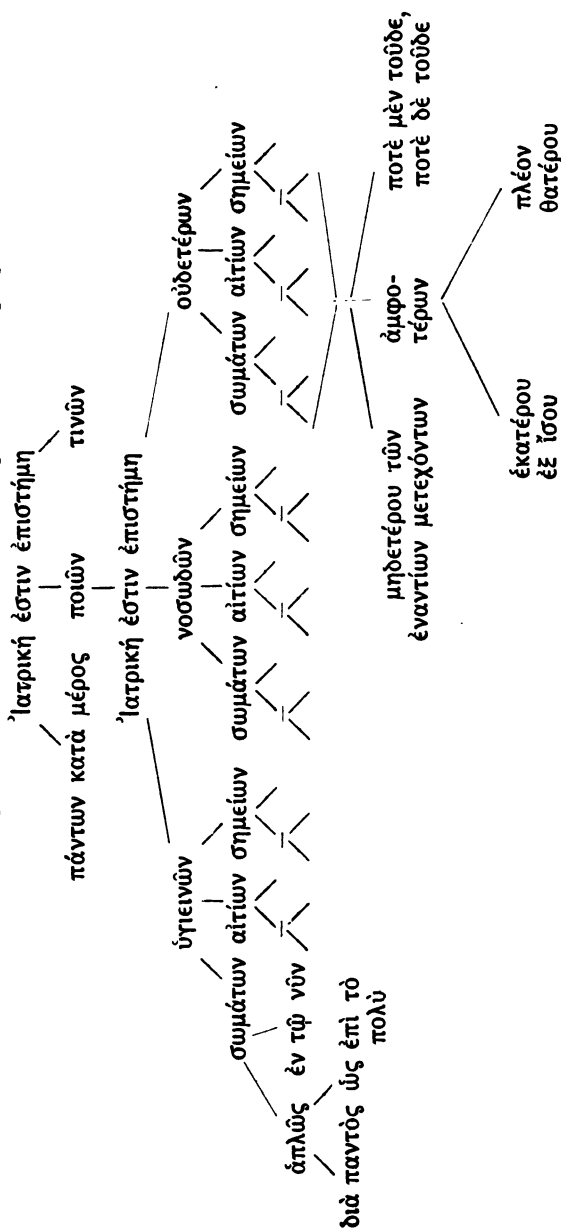 Ἰατρική ἐστιν ἐπιστήμη
πάντων κατὰ μέρος ποιῶν τινῶν
Ἰατρική ἐστιν ἐπιστήμη
ὑγιεινῶν νοσωδῶν οὐδετέρων
σωμάτων αἰτίων σημείων σωμάτων αἰτίων σημείων σωμάτων αἰτίων σημείων
ἁπλῶς ἐν τῷ νῦν
διὰ παντὸς ὡς ἐπὶ τὸ
πολὺ
μηδετέρου τῶν
ἐναντίων μετεχόντων
ἀμφο-
τέρων
ποτὲ μὲν τοῦδε,
ποτὲ δὲ τοῦδε
ἑκατέρου
ἐξ ἴσου
πλέον
θατέρου